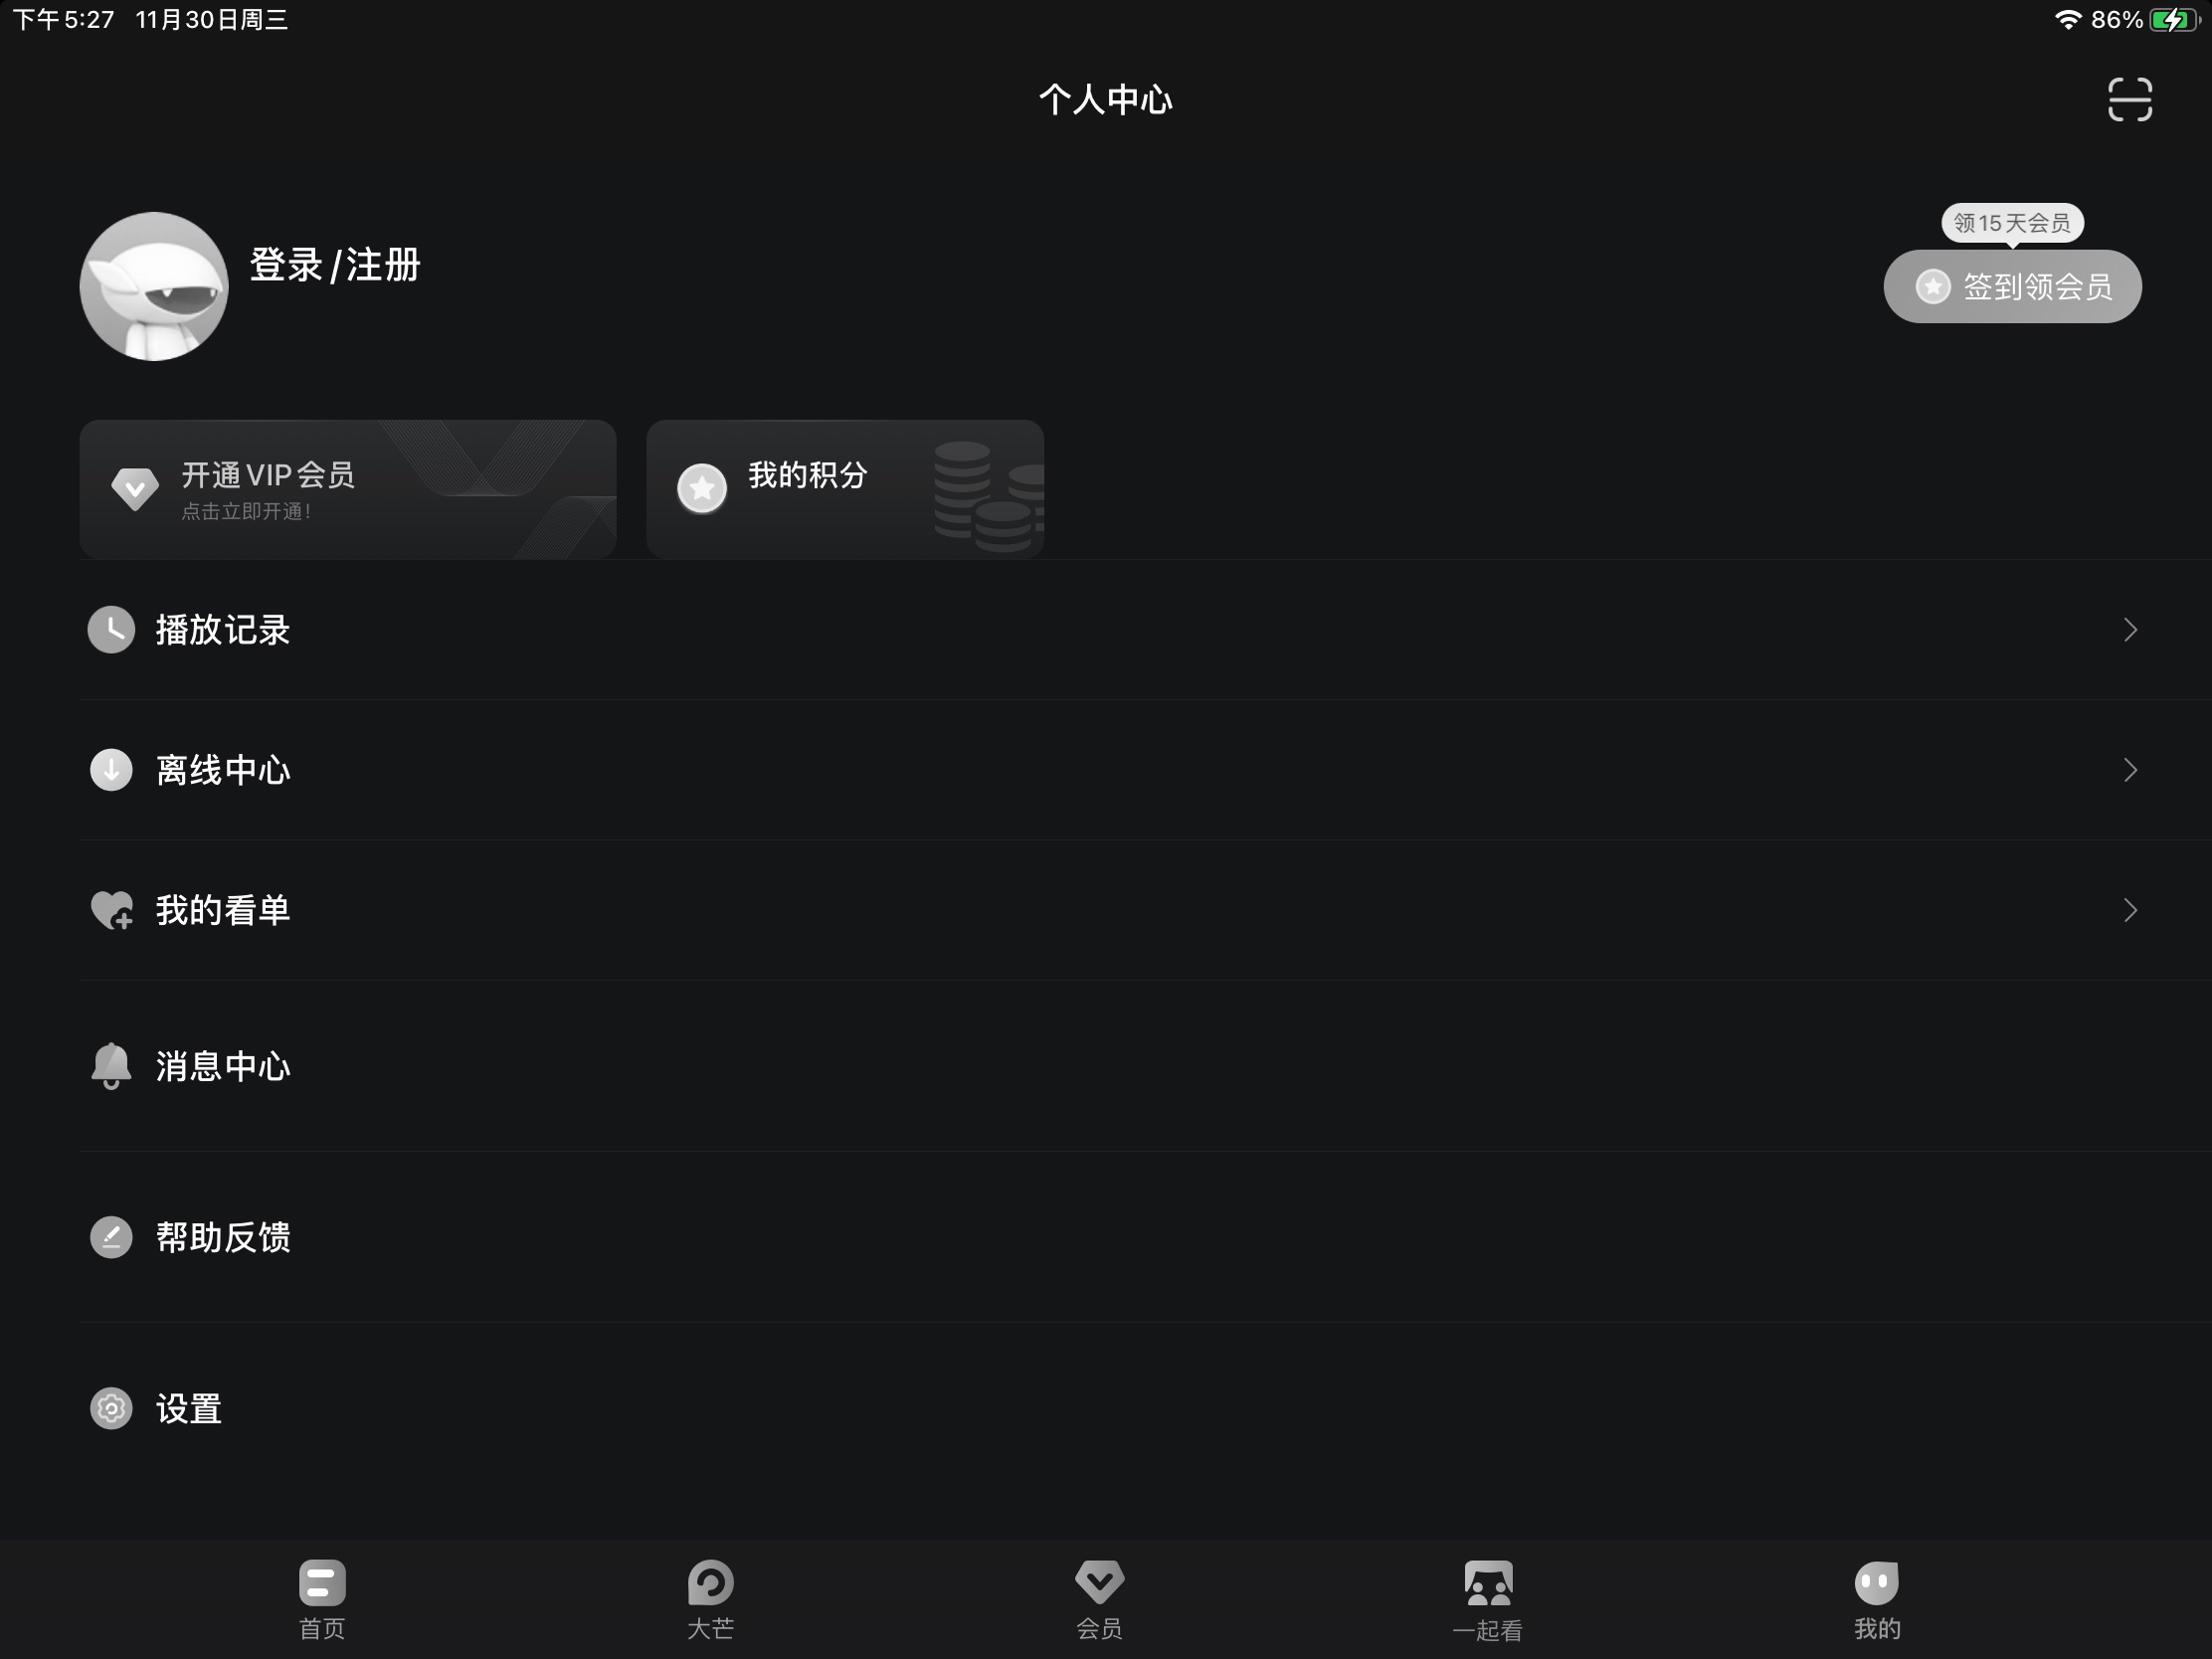 下午5:27 11月30日周三 86%
个人中心
领15天会员
登录/注册
签到领会员
开通VIP会员
点击立即开通!
我的积分
播放记录
离线中心
我的看单
消息中心
帮助反馈
设置
首页 大芒 会员 一起看 我的